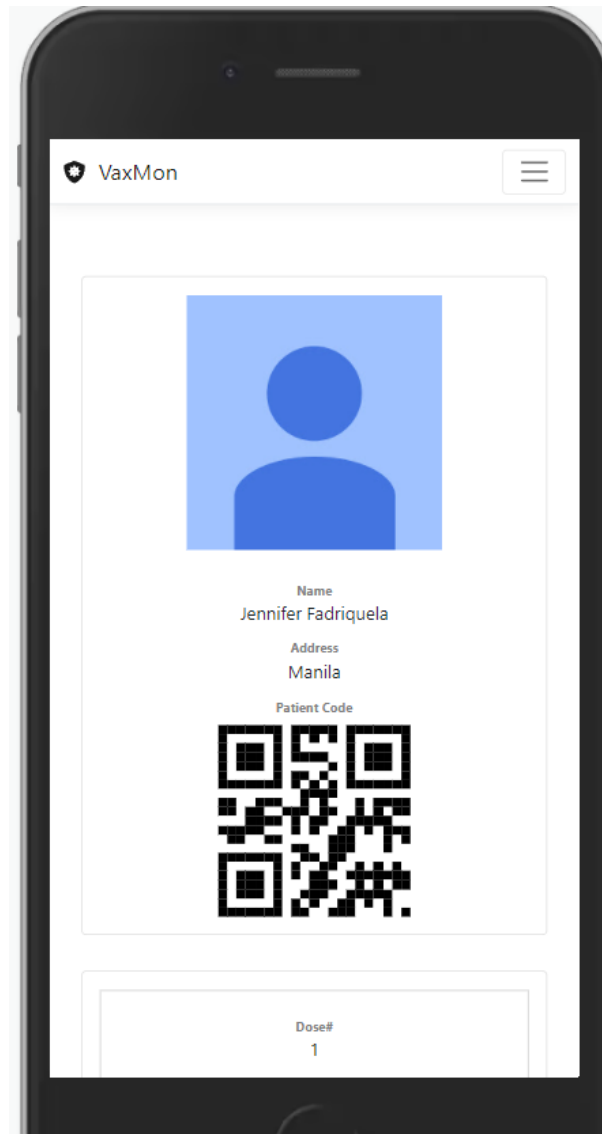 VaxMon
Name
Jennifer Fadriquela
Address
Manila
Patient Code
Dose#
1